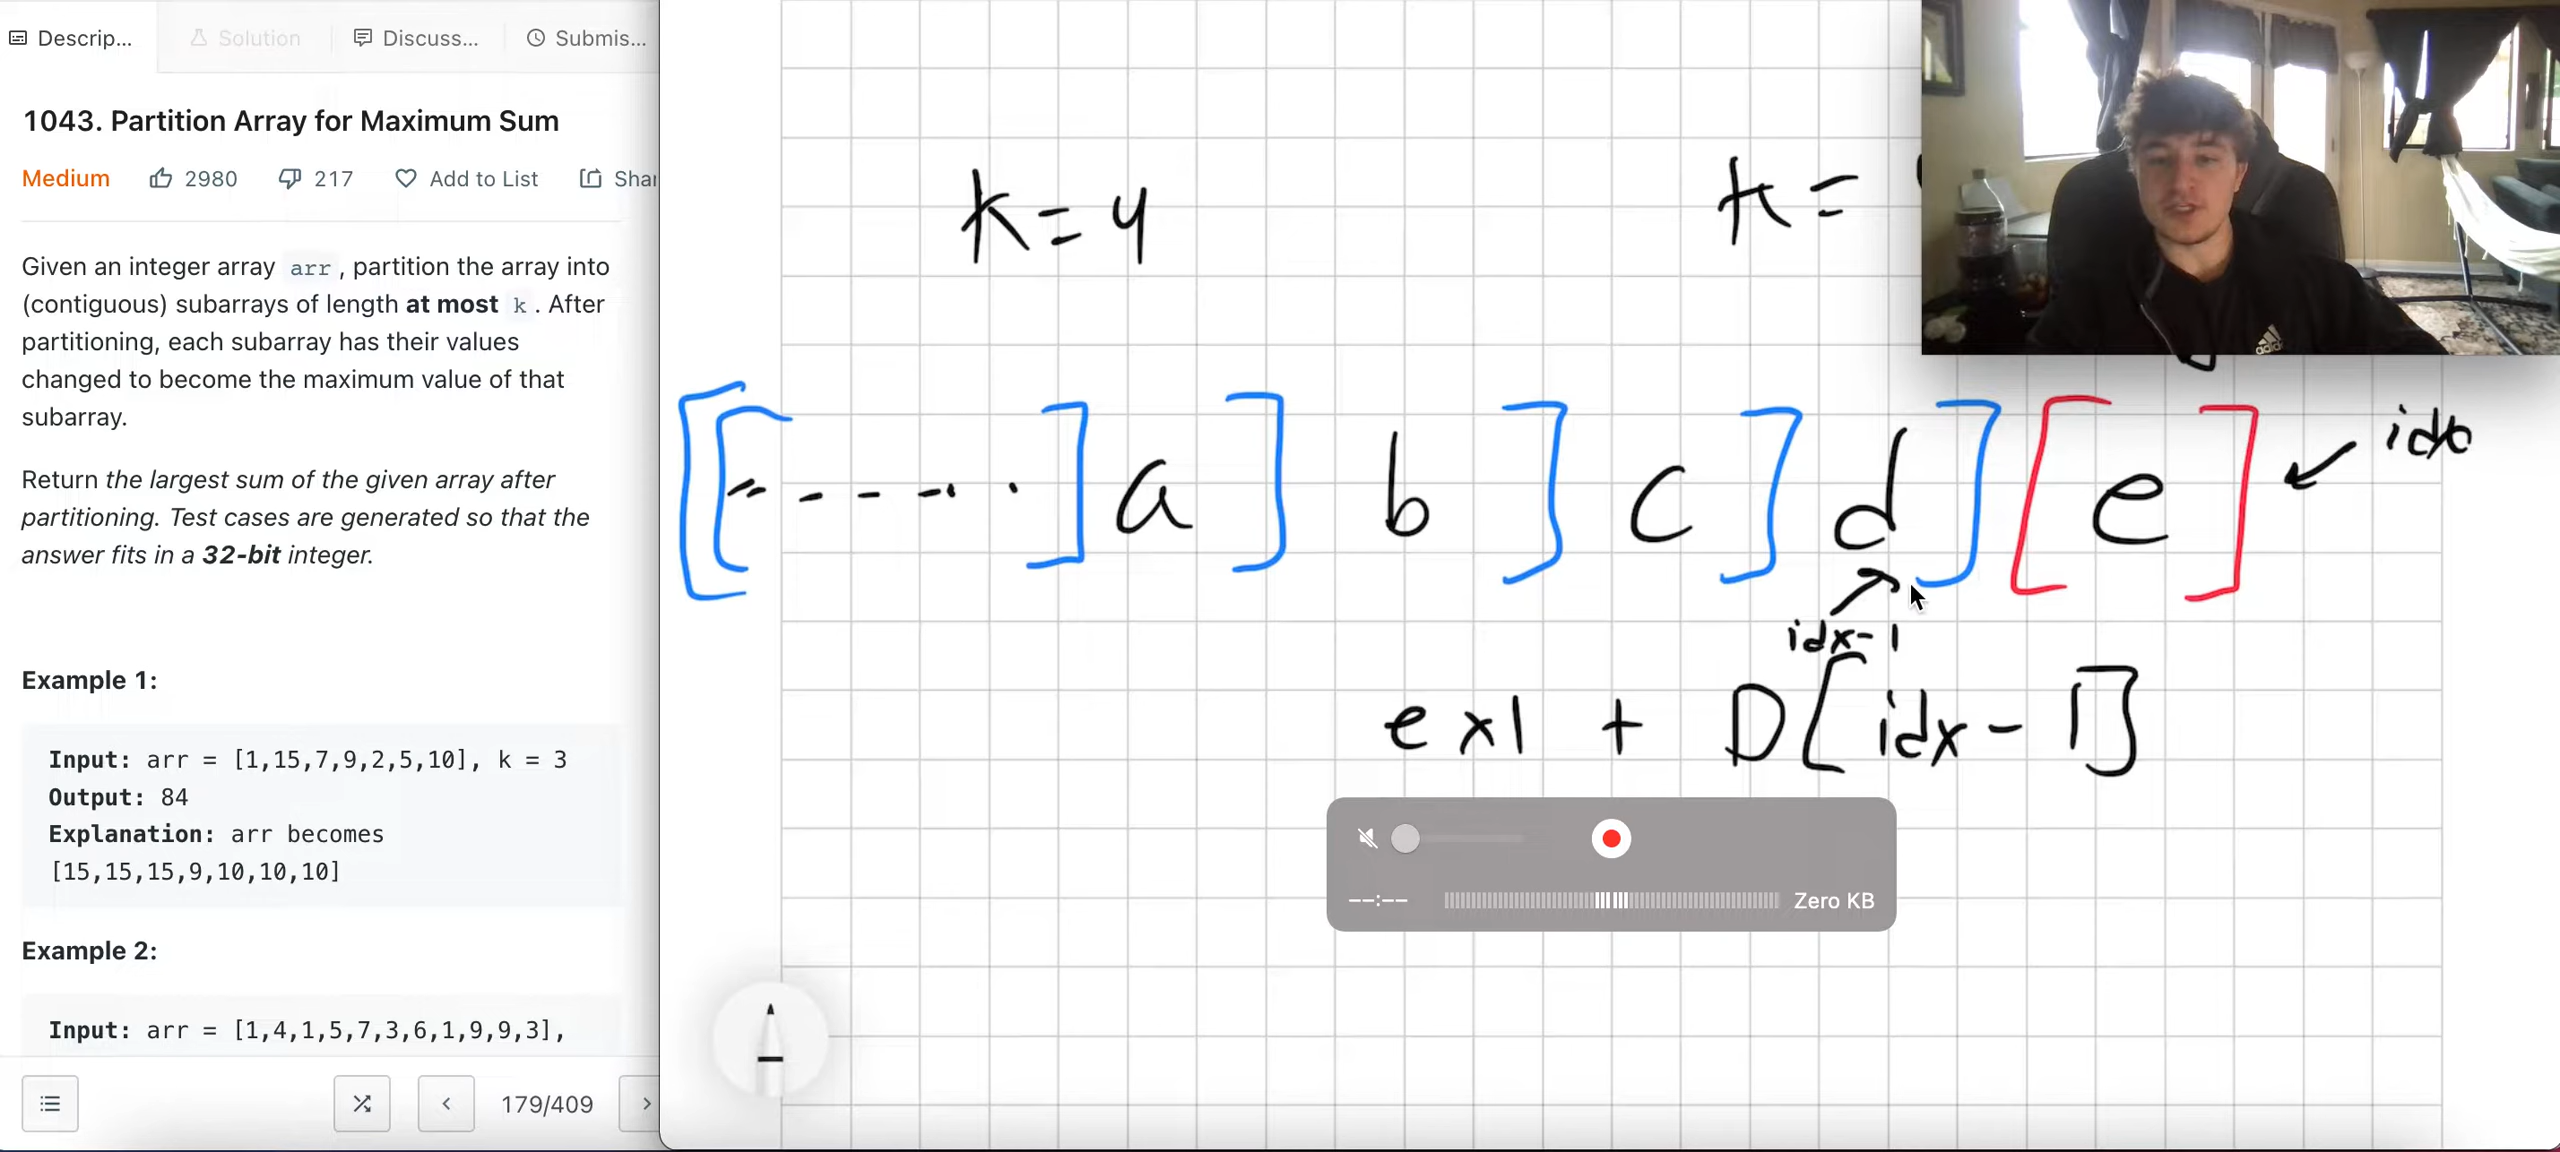 Descrip...
Solution
Discuss...
Submis...
1043. Partition Array for Maximum Sum
Medium 2980 217 Add to List Shar
Given an integer array arr , partition the array into
(contiguous) subarrays of length at most k . After
partitioning, each subarray has their values
changed to become the maximum value of that
subarray.
Return the largest sum of the given array after
partitioning. Test cases are generated so that the
answer fits in a 32-bit integer.
Example 1:
Input: arr = [1,15,7,9,2,5,10], k = 3
Output: 84
Explanation: arr becomes
[15,15,15,9,10,10,10]
Example 2:
Input: arr = [1,4,1,5,7,3,6,1,9,9,3],
179/409
k = 4
k =
[[- - - - ·] a] b] c] d] [e]
idx
idx-1
e x 1 + D[idx - 1]
--:-- Zero KB
adidas